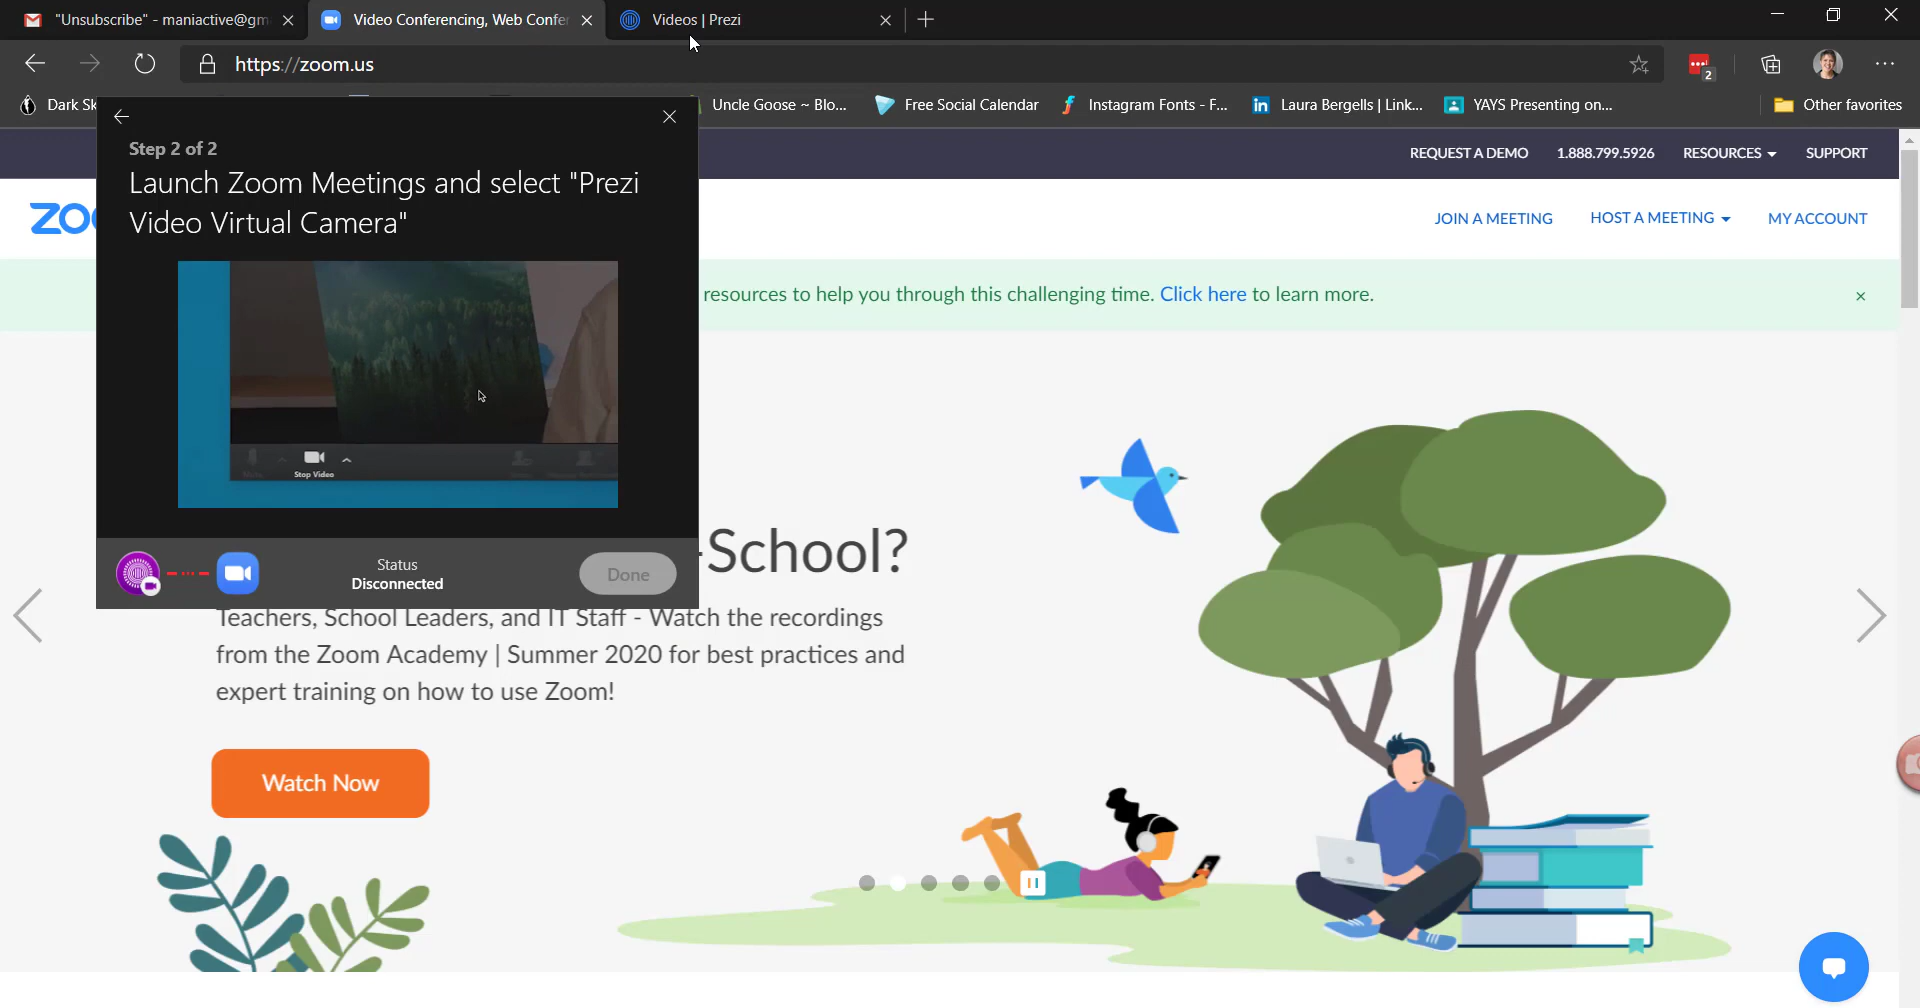 "Unsubscribe" - maniactive@gm
Video Conferencing, Web Confe
Videos | Prezi
https://zoom.us
2
Dark Sk
Uncle Goose ~ Blo...
Free Social Calendar
Instagram Fonts - F...
Laura Bergells | Link...
YAYS Presenting on...
Other favorites
Step 2 of 2
Launch Zoom Meetings and select "Prezi
Video Virtual Camera"
Stop Video
Status
Disconnected
Done
REQUEST A DEMO
1.888.799.5926
RESOURCES
SUPPORT
ZO
JOIN A MEETING
HOST A MEETING
MY ACCOUNT
resources to help you through this challenging time. Click here to learn more.
-School?
Teachers, School Leaders, and IT Staff - Watch the recordings
from the Zoom Academy | Summer 2020 for best practices and
expert training on how to use Zoom!
Watch Now